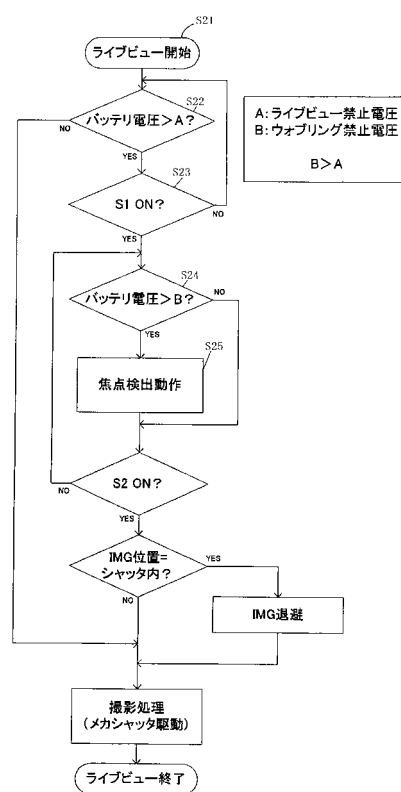 S21
ライブビュー開始
S22
バッテリ電圧＞A？
NO
YES
A：ライブビュー禁止電圧
B：ウォブリング禁止電圧
B＞A
S23
S1 ON？
NO
YES
S24
バッテリ電圧＞B？
NO
YES
S25
焦点検出動作
S2 ON？
NO
YES
IMG位置＝
シャッタ内？
YES
NO
IMG退避
撮影処理
（メカシャッタ駆動）
ライブビュー終了